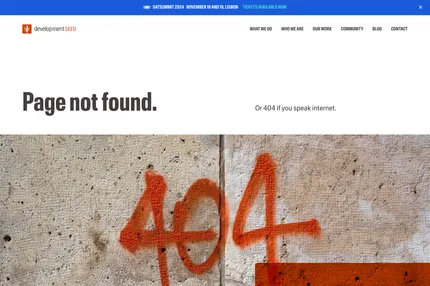 SATSUMMIT 2024 NOVEMBER 18 AND 19, LISBON TICKETS AVAILABLE NOW ×
developmentSEED WHAT WE DO WHO WE ARE OUR WORK COMMUNITY BLOG CONTACT
Page not found.
Or 404 if you speak internet.
404